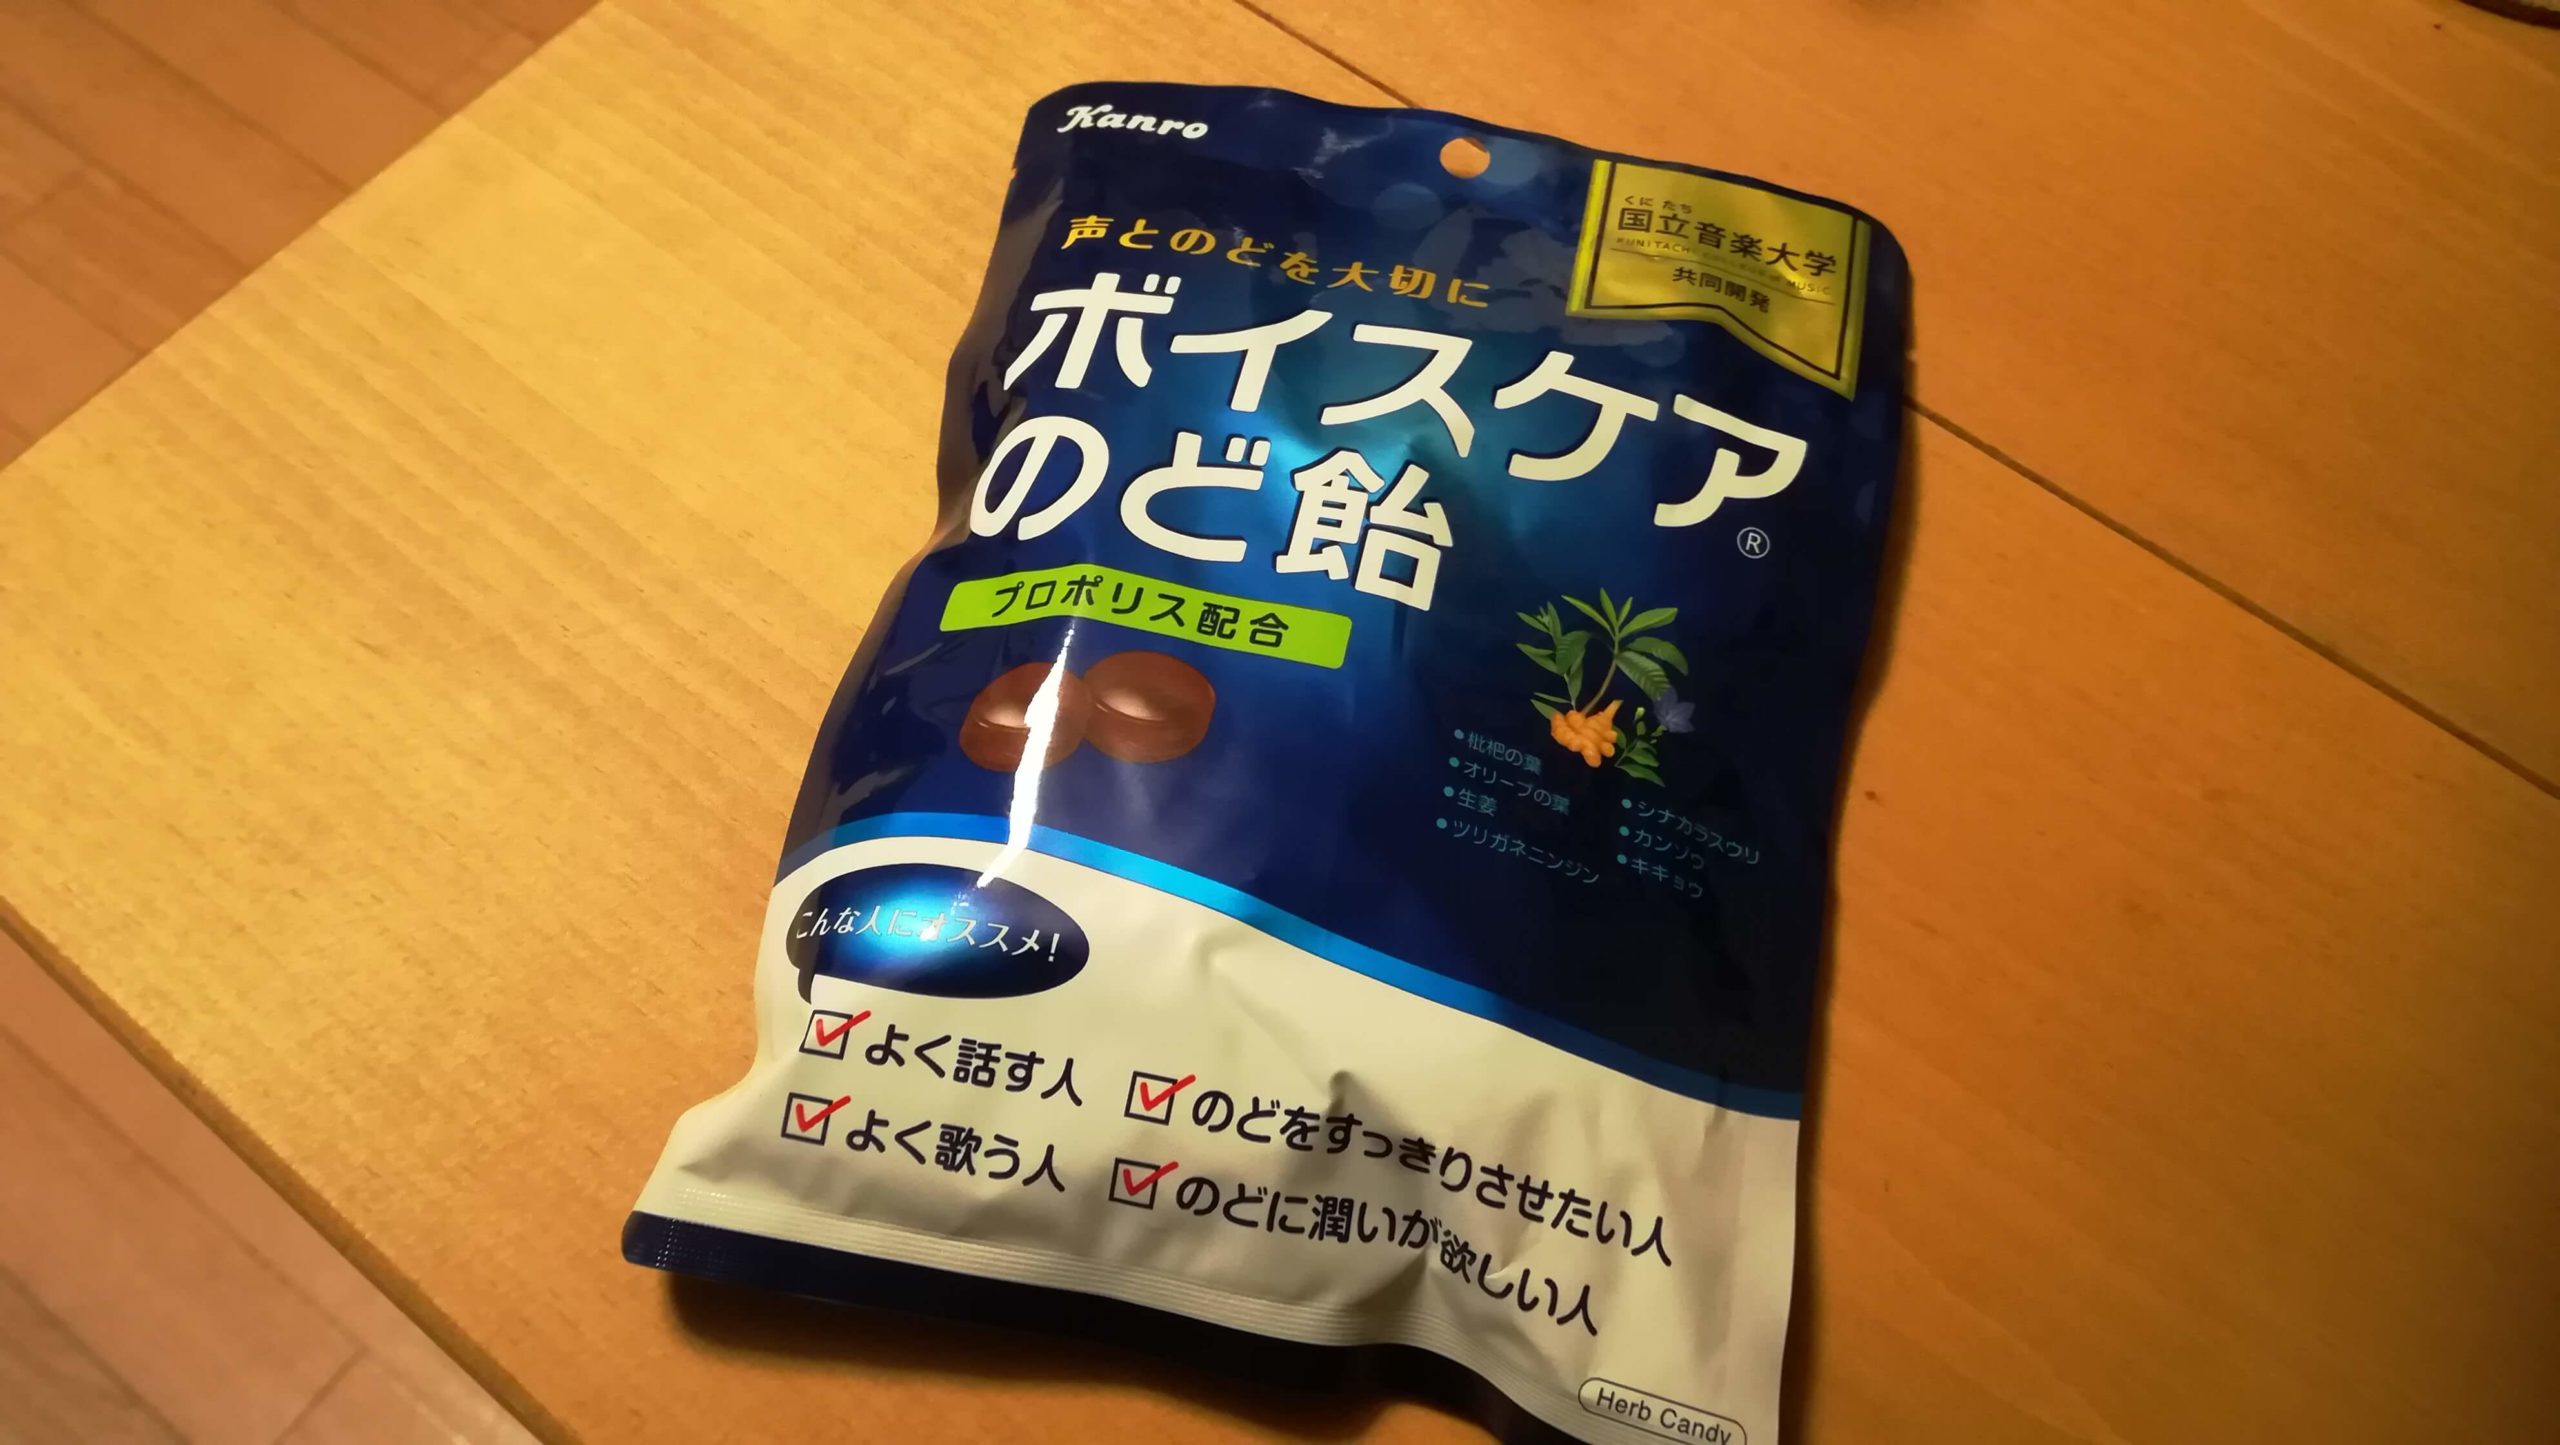 Kanro
くにたち
国立音楽大学
KUNITACHI COLLEGE OF MUSIC
共同開発
声とのどを大切に
ボイスケア
のど飴
®
プロポリス配合
•枇杷の葉
•オリーブの葉
•生姜
•ツリガネニンジン
•シナカラスウリ
•カンゾウ
•キキョウ
こんな人にオススメ!
よく話す人
よく歌う人
のどをすっきりさせたい人
のどに潤いが欲しい人
Herb Candy